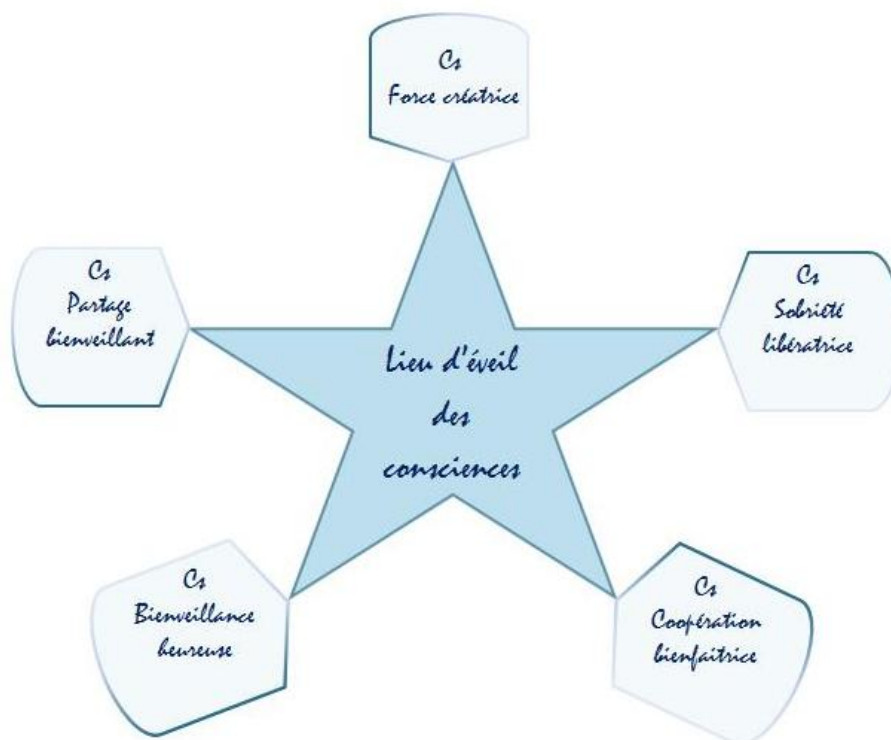 Cs
Force créatrice
Cs
Partage
bienveillant
Cs
Sobriété
libératrice
Lieu d'éveil
des
consciences
Cs
Bienveillance
heureuse
Cs
Coopération
bienfaitrice